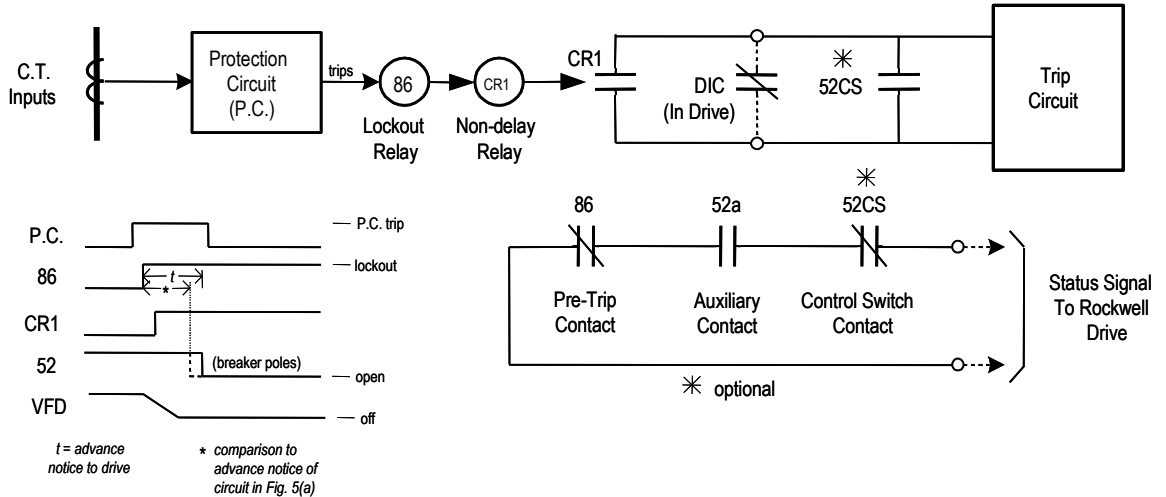 C.T.
Inputs
Protection
Circuit
(P.C.)
trips
86
Lockout
Relay
CR1
Non-delay
Relay
CR1
DIC
(In Drive)
52CS
Trip
Circuit
P.C.
P.C. trip
86
lockout
t
*
CR1
52
(breaker poles)
open
VFD
off
t = advance
notice to drive
* comparison to
advance notice of
circuit in Fig. 5(a)
86
52a
52CS
Pre-Trip
Contact
Auxiliary
Contact
Control Switch
Contact
Status Signal
To Rockwell
Drive
optional